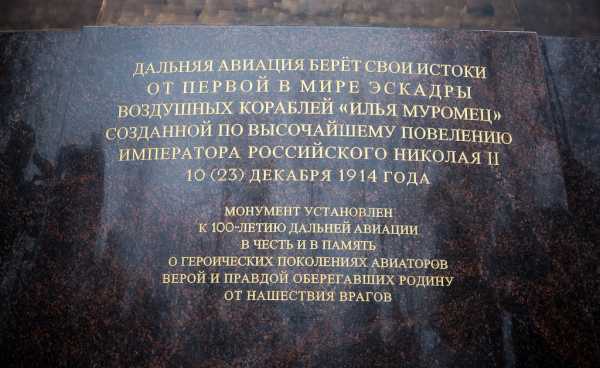 ДАЛЬНЯЯ АВИАЦИЯ БЕРЁТ СВОИ ИСТОКИ
ОТ ПЕРВОЙ В МИРЕ ЭСКАДРЫ
ВОЗДУШНЫХ КОРАБЛЕЙ «ИЛЬЯ МУРОМЕЦ»
СОЗДАННОЙ ПО ВЫСОЧАЙШЕМУ ПОВЕЛЕНИЮ
ИМПЕРАТОРА РОССИЙСКОГО НИКОЛАЯ II
10 (23) ДЕКАБРЯ 1914 ГОДА
МОНУМЕНТ УСТАНОВЛЕН
К 100-ЛЕТИЮ ДАЛЬНЕЙ АВИАЦИИ
В ЧЕСТЬ И В ПАМЯТЬ
О ГЕРОИЧЕСКИХ ПОКОЛЕНИЯХ АВИАТОРОВ
ВЕРОЙ И ПРАВДОЙ ОБЕРЕГАВШИХ РОДИНУ
ОТ НАШЕСТВИЯ ВРАГОВ